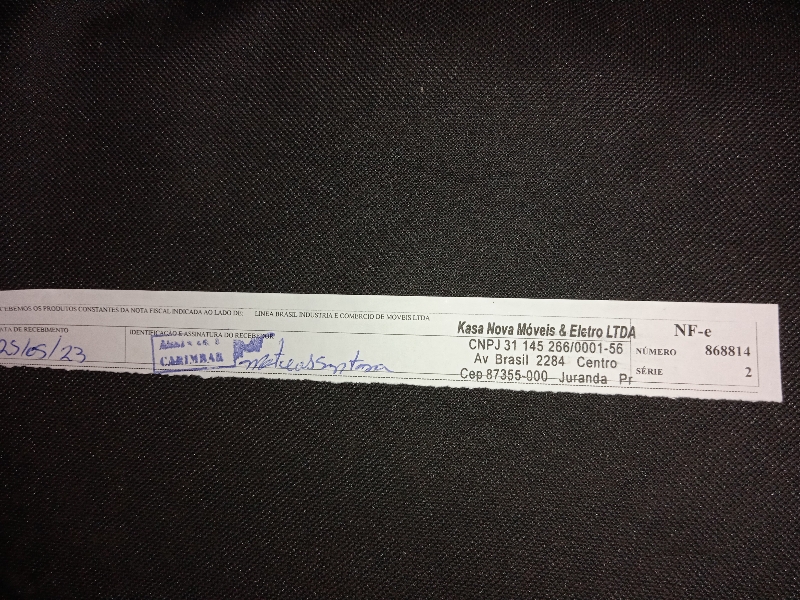 CEBEMOS OS PRODUTOS CONSTANTES DA NOTA FISCAL INDICADA AO LADO DE: LINEA BRASIL INDUSTRIA E COMERCIO DE MOVEIS LTDA
ATA DE RECEBIMENTO
25/05/23
IDENTIFICAÇÃO E ASSINATURA DO RECEBEDOR
CARIMBAR
Kasa Nova Móveis & Eletro LTDA
CNPJ 31 145 266/0001-56
Av Brasil 2284 Centro
Cep 87355-000 Juranda Pr
NF-e
NÚMERO 868814
SÉRIE 2